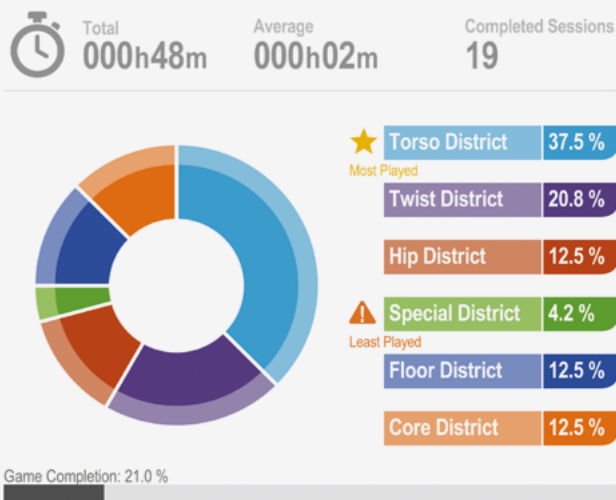 Total
000h48m
Average
000h02m
Completed Sessions
19
Torso District 37.5 %
Most Played
Twist District 20.8 %
Hip District 12.5 %
Special District 4.2 %
Least Played
Floor District 12.5 %
Core District 12.5 %
Game Completion: 21.0 %